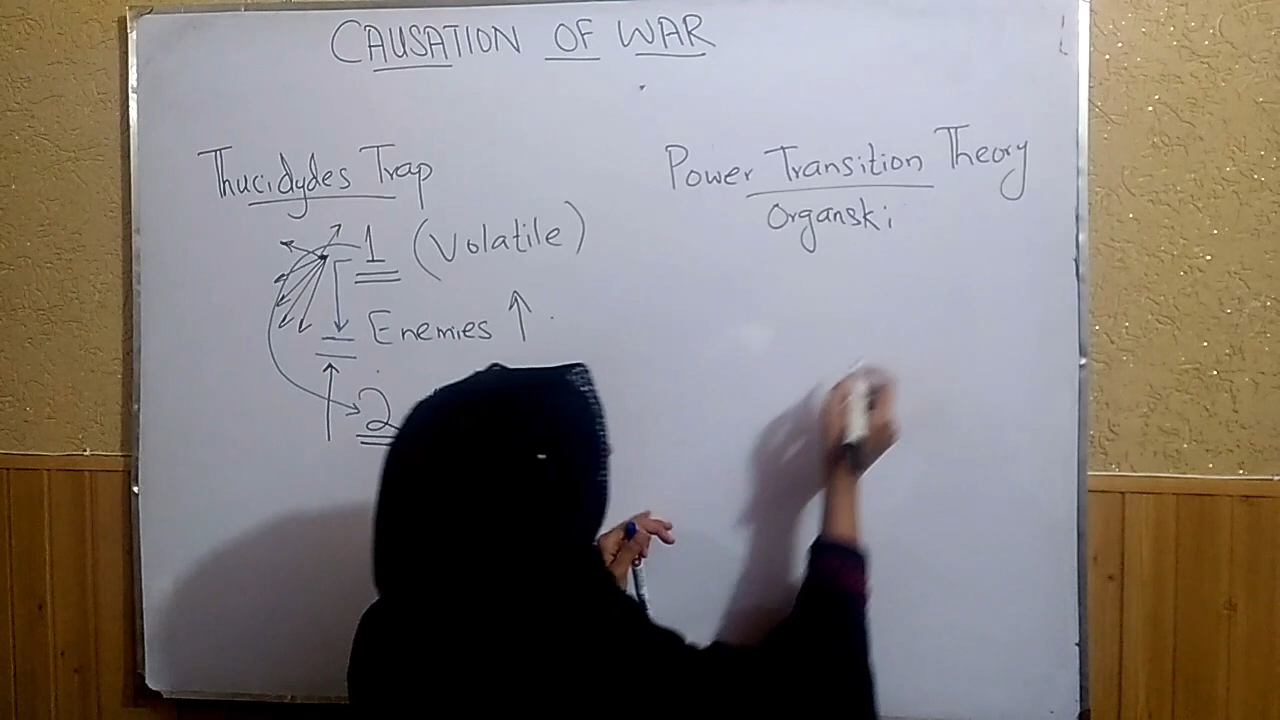 CAUSATION OF WAR
Thucidydes Trap
1 (Volatile)
Enemies ↑
2
Power Transition Theory
Organski